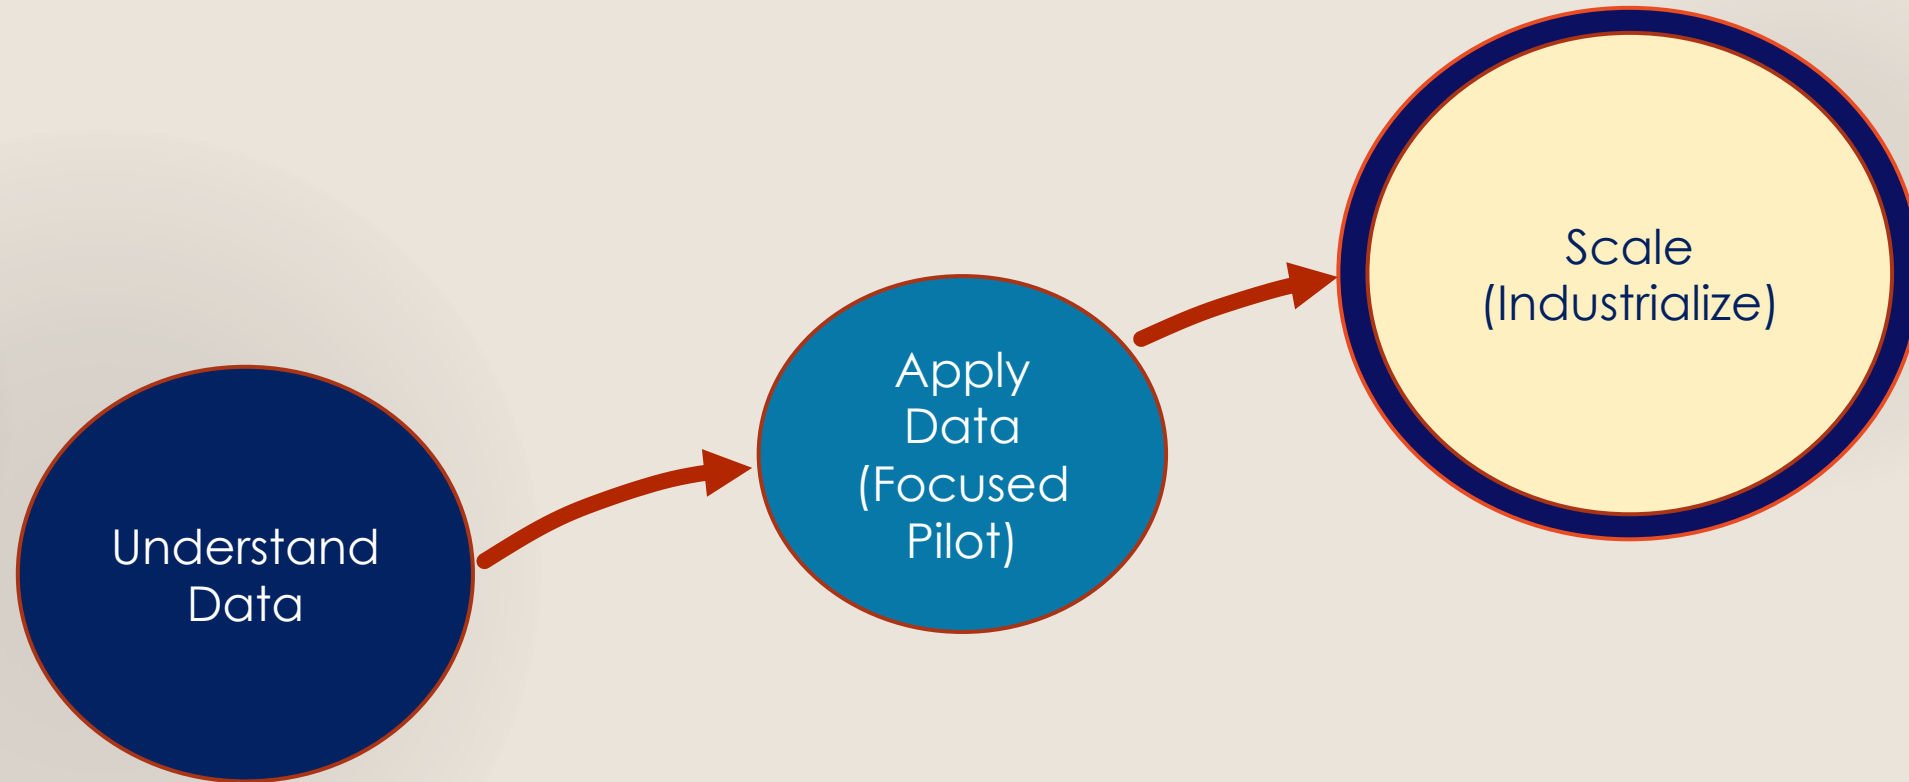 Understand
Data
Apply
Data
(Focused
Pilot)
Scale
(Industrialize)